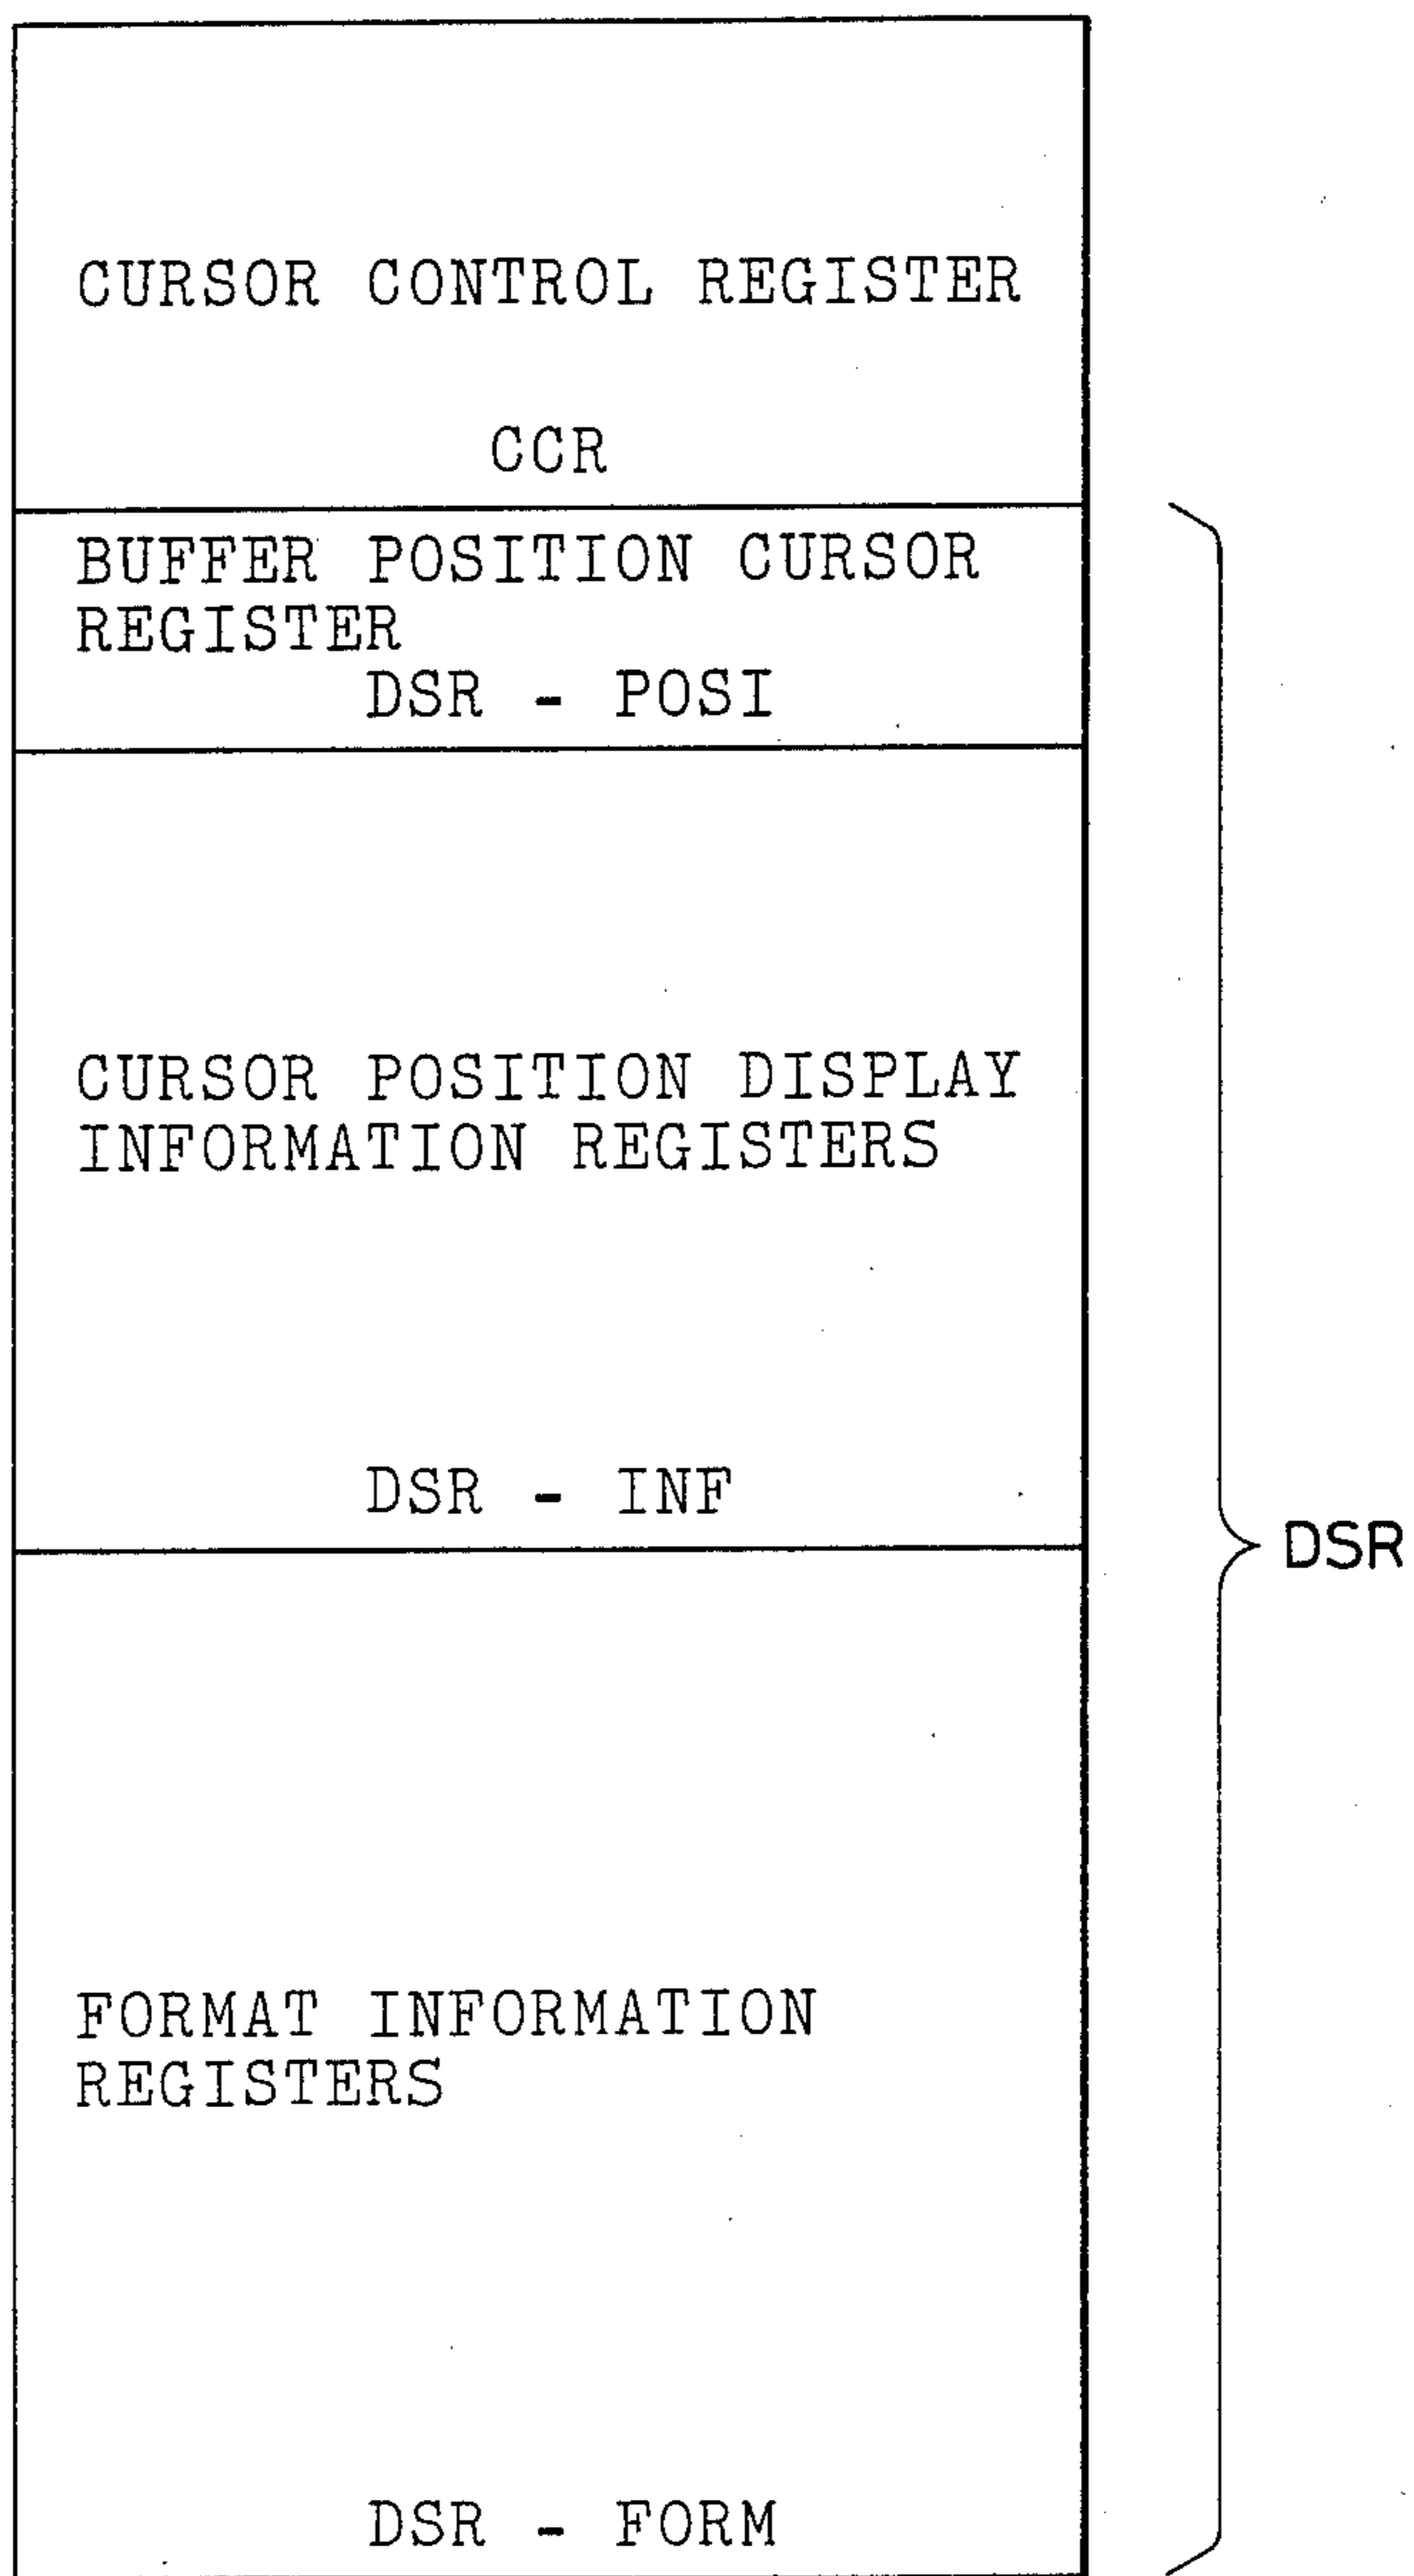 CURSOR CONTROL REGISTER
CCR
BUFFER POSITION CURSOR
REGISTER
DSR - POSI
CURSOR POSITION DISPLAY
INFORMATION REGISTERS
DSR - INF
DSR
FORMAT INFORMATION
REGISTERS
DSR - FORM